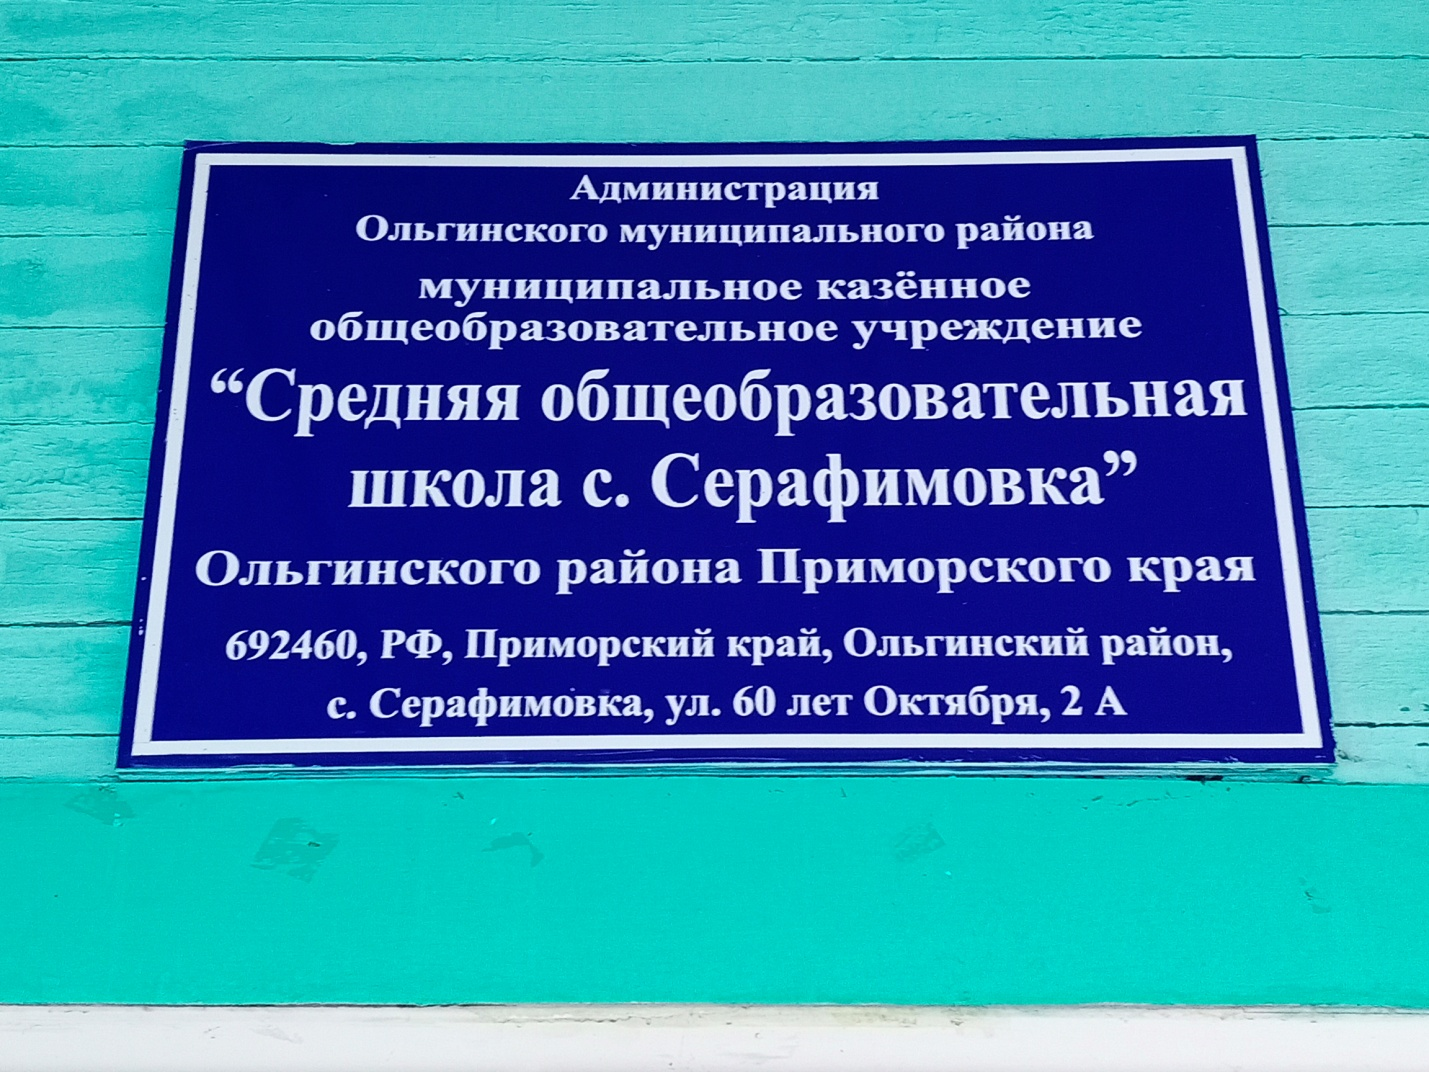 Администрация
Ольгинского муниципального района
муниципальное казённое
общеобразовательное учреждение
“Средняя общеобразовательная
школа с. Серафимовка”
Ольгинского района Приморского края
692460, РФ, Приморский край, Ольгинский район,
с. Серафимовка, ул. 60 лет Октября, 2 А